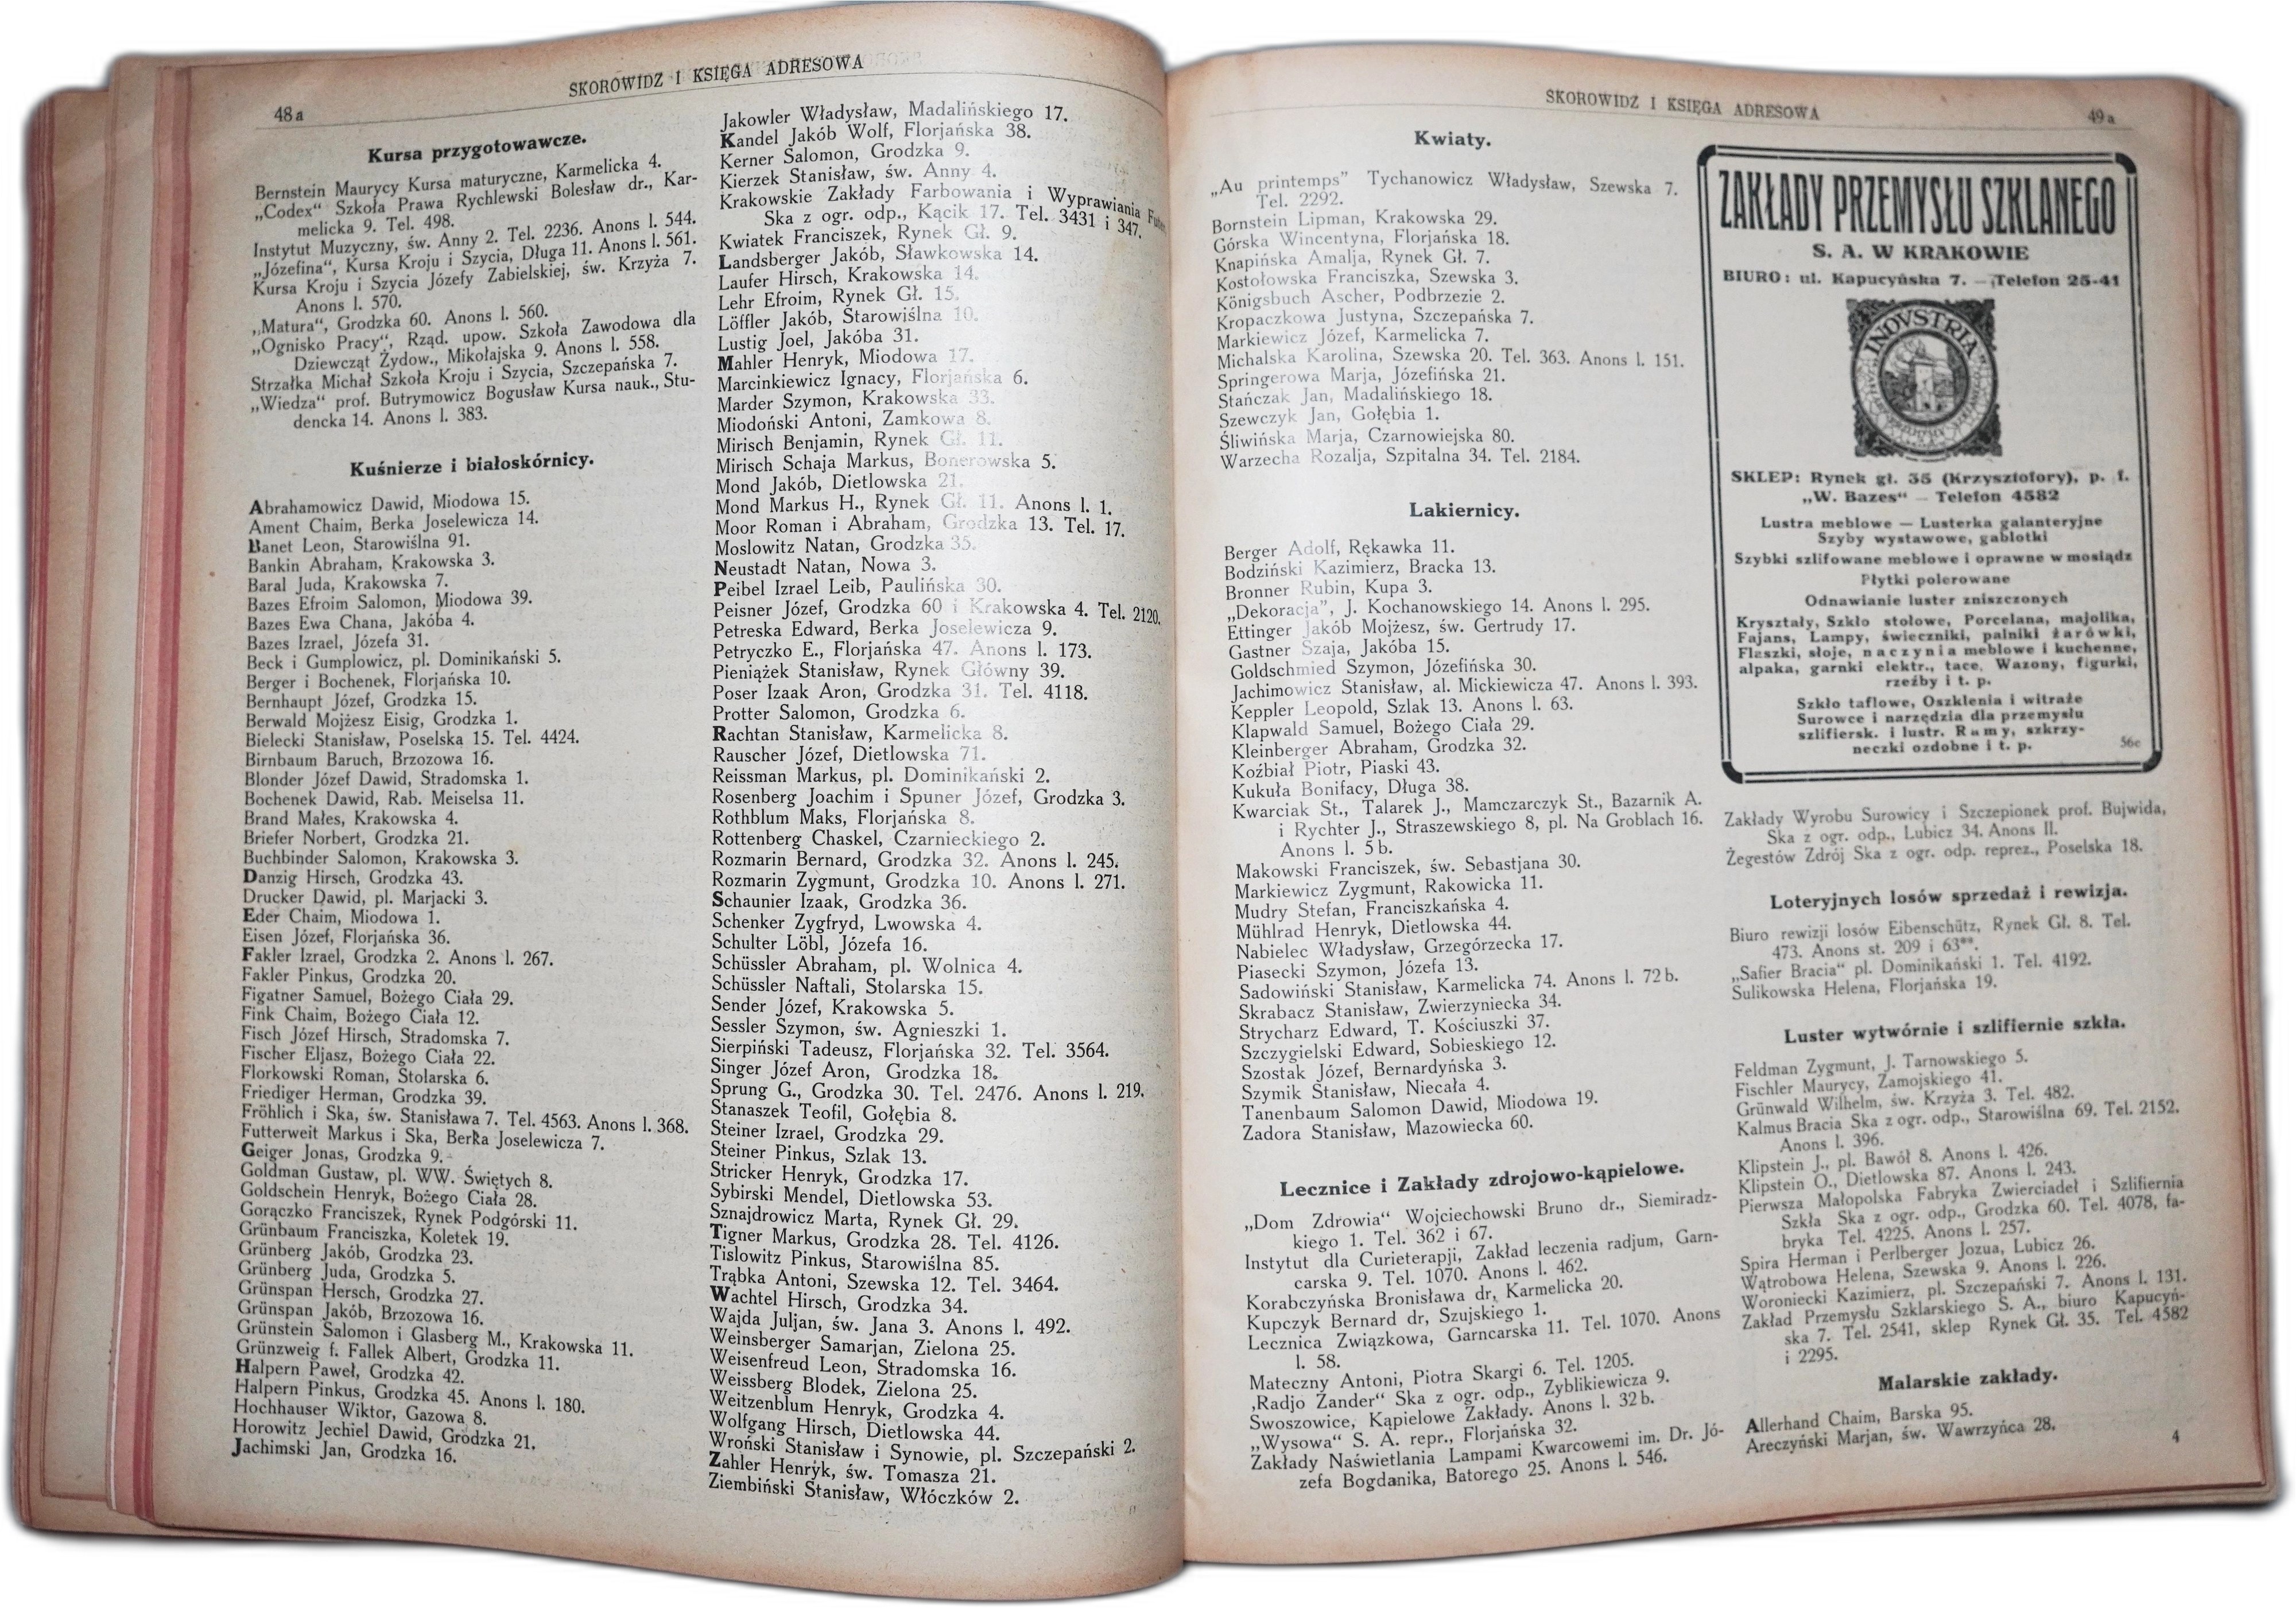 48 a
SKOROWIDZ I KSIĘGA ADRESOWA
Kursa przygotowawcze.
Bernstein Maurycy Kursa maturyczne, Karmelicka 4.
„Codex“ Szkoła Prawa Rychlewski Bolesław dr., Kar-
melicka 9. Tel. 498.
Instytut Muzyczny, św. Anny 2. Tel. 2236. Anons l. 544.
„Józefina“, Kursa Kroju i Szycia, Długa 11. Anons l. 561.
Kursa Kroju i Szycia Józefy Zabielskiej, św. Krzyża 7.
Anons l. 570.
„Matura“, Grodzka 60. Anons l. 560.
„Ognisko Pracy“, Rząd. upow. Szkoła Zawodowa dla
Dziewcząt Żydow., Mikołajska 9. Anons l. 558.
Strzałka Michał Szkoła Kroju i Szycia, Szczepańska 7.
„Wiedza“ prof. Butrymowicz Bogusław Kursa nauk., Stu-
dencka 14. Anons l. 383.
Kuśnierze i białoskórnicy.
Abrahamowicz Dawid, Miodowa 15.
Ament Chaim, Berka Joselewicza 14.
Banet Leon, Starowiślna 91.
Bankin Abraham, Krakowska 3.
Baral Juda, Krakowska 7.
Bazes Efroim Salomon, Miodowa 39.
Bazes Ewa Chana, Jakóba 4.
Bazes Izrael, Józefa 31.
Beck i Gumplowicz, pl. Dominikański 5.
Berger i Bochenek, Florjańska 10.
Bernhaupt Józef, Grodzka 15.
Berwald Mojżesz Eisig, Grodzka 1.
Bielecki Stanisław, Poselska 15. Tel. 4424.
Birnbaum Baruch, Brzozowa 16.
Blonder Józef Dawid, Stradomska 1.
Bochenek Dawid, Rab. Meiselsa 11.
Brand Małes, Krakowska 4.
Briefer Norbert, Grodzka 21.
Buchbinder Salomon, Krakowska 3.
Danzig Hirsch, Grodzka 43.
Drucker Dawid, pl. Marjacki 3.
Eder Chaim, Miodowa 1.
Eisen Józef, Florjańska 36.
Fakler Izrael, Grodzka 2. Anons l. 267.
Fakler Pinkus, Grodzka 20.
Figatner Samuel, Bożego Ciała 29.
Fink Chaim, Bożego Ciała 12.
Fisch Józef Hirsch, Stradomska 7.
Fischer Eljasz, Bożego Ciała 22.
Florkowski Roman, Stolarska 6.
Friediger Herman, Grodzka 39.
Fröhlich i Ska, św. Stanisława 7. Tel. 4563. Anons l. 368.
Futterweit Markus i Ska, Berka Joselewicza 7.
Geiger Jonas, Grodzka 9.
Goldman Gustaw, pl. WW. Świętych 8.
Goldschein Henryk, Bożego Ciała 28.
Gorączko Franciszek, Rynek Podgórski 11.
Grünbaum Franciszka, Koletek 19.
Grünberg Jakób, Grodzka 23.
Grünberg Juda, Grodzka 5.
Grünspan Hersch, Grodzka 27.
Grünspan Jakób, Brzozowa 16.
Grünstein Salomon i Glasberg M., Krakowska 11.
Grünzweig f. Fallek Albert, Grodzka 11.
Halpern Paweł, Grodzka 42.
Halpern Pinkus, Grodzka 45. Anons l. 180.
Hochhauser Wiktor, Gazowa 8.
Horowitz Jechiel Dawid, Grodzka 21.
Jachimski Jan, Grodzka 16.
Jakowler Władysław, Madalińskiego 17.
Kandel Jakób Wolf, Florjańska 38.
Kerner Salomon, Grodzka 9.
Kierzek Stanisław, św. Anny 4.
Krakowskie Zakłady Farbowania i Wyprawiania Futer
Ska z ogr. odp., Kącik 17. Tel. 3431 i 347.
Kwiatek Franciszek, Rynek Gł. 9.
Landsberger Jakób, Sławkowska 14.
Laufer Hirsch, Krakowska 14.
Lehr Efroim, Rynek Gł. 15.
Löffler Jakób, Starowiślna 10.
Lustig Joel, Jakóba 31.
Mahler Henryk, Miodowa 17.
Marcinkiewicz Ignacy, Florjańska 6.
Marder Szymon, Krakowska 33.
Miodoński Antoni, Zamkowa 8.
Mirisch Benjamin, Rynek Gł. 11.
Mirisch Schaja Markus, Bonerowska 5.
Mond Jakób, Dietlowska 21.
Mond Markus H., Rynek Gł. 11. Anons l. 1.
Moor Roman i Abraham, Grodzka 13. Tel. 17.
Moslowitz Natan, Grodzka 35.
Neustadt Natan, Nowa 3.
Peibel Izrael Leib, Paulińska 30.
Peisner Józef, Grodzka 60 i Krakowska 4. Tel. 2120.
Petreska Edward, Berka Joselewicza 9.
Petryczko E., Florjańska 47. Anons l. 173.
Pieniążek Stanisław, Rynek Główny 39.
Poser Izaak Aron, Grodzka 31. Tel. 4118.
Protter Salomon, Grodzka 6.
Rachtan Stanisław, Karmelicka 8.
Rauscher Józef, Dietlowska 71.
Reissman Markus, pl. Dominikański 2.
Rosenberg Joachim i Spuner Józef, Grodzka 3.
Rothblum Maks, Florjańska 8.
Rottenberg Chaskel, Czarnieckiego 2.
Rozmarin Bernard, Grodzka 32. Anons l. 245.
Rozmarin Zygmunt, Grodzka 10. Anons l. 271.
Schaunier Izaak, Grodzka 36.
Schenker Zygfryd, Lwowska 4.
Schulter Löbl, Józefa 16.
Schüssler Abraham, pl. Wolnica 4.
Schüssler Naftali, Stolarska 15.
Sender Józef, Krakowska 5.
Sessler Szymon, św. Agnieszki 1.
Sierpiński Tadeusz, Florjańska 32. Tel. 3564.
Singer Józef Aron, Grodzka 18.
Sprung G., Grodzka 30. Tel. 2476. Anons l. 219.
Stanaszek Teofil, Gołębia 8.
Steiner Izrael, Grodzka 29.
Steiner Pinkus, Szlak 13.
Stricker Henryk, Grodzka 17.
Sybirski Mendel, Dietlowska 53.
Sznajdrowicz Marta, Rynek Gł. 29.
Tigner Markus, Grodzka 28. Tel. 4126.
Tislowitz Pinkus, Starowiślna 85.
Trąbka Antoni, Szewska 12. Tel. 3464.
Wachtel Hirsch, Grodzka 34.
Wajda Juljan, św. Jana 3. Anons l. 492.
Weinsberger Samarjan, Zielona 25.
Weisenfreud Leon, Stradomska 16.
Weissberg Blodek, Zielona 25.
Weitzenblum Henryk, Grodzka 4.
Wolfgang Hirsch, Dietlowska 44.
Wroński Stanisław i Synowie, pl. Szczepański 2.
Zahler Henryk, św. Tomasza 21.
Ziembiński Stanisław, Włóczków 2.
SKOROWIDZ I KSIĘGA ADRESOWA
49 a
Kwiaty.
„Au printemps” Tychanowicz Władysław, Szewska 7.
Tel. 2292.
Bornstein Lipman, Krakowska 29.
Górska Wincentyna, Florjańska 18.
Knapińska Amalja, Rynek Gł. 7.
Kostołowska Franciszka, Szewska 3.
Königsbuch Ascher, Podbrzezie 2.
Kropaczkowa Justyna, Szczepańska 7.
Markiewicz Józef, Karmelicka 7.
Michalska Karolina, Szewska 20. Tel. 363. Anons l. 151.
Springerowa Marja, Józefińska 21.
Stańczak Jan, Madalińskiego 18.
Szewczyk Jan, Gołębia 1.
Śliwińska Marja, Czarnowiejska 80.
Warzecha Rozalja, Szpitalna 34. Tel. 2184.
Lakiernicy.
Berger Adolf, Rękawka 11.
Bodziński Kazimierz, Bracka 13.
Bronner Rubin, Kupa 3.
„Dekoracja”, J. Kochanowskiego 14. Anons l. 295.
Ettinger Jakób Mojżesz, św. Gertrudy 17.
Gastner Szaja, Jakóba 15.
Goldschmied Szymon, Józefińska 30.
Jachimowicz Stanisław, al. Mickiewicza 47. Anons l. 393.
Keppler Leopold, Szlak 13. Anons l. 63.
Klapwald Samuel, Bożego Ciała 29.
Kleinberger Abraham, Grodzka 32.
Koźbiał Piotr, Piaski 43.
Kukuła Bonifacy, Długa 38.
Kwarciak St., Talarek J., Mamczarczyk St., Bazarnik A.
i Rychter J., Straszewskiego 8, pl. Na Groblach 16.
Anons l. 5 b.
Makowski Franciszek, św. Sebastjana 30.
Markiewicz Zygmunt, Rakowicka 11.
Mudry Stefan, Franciszkańska 4.
Mühlrad Henryk, Dietlowska 44.
Nabielec Władysław, Grzegórzecka 17.
Piasecki Szymon, Józefa 13.
Sadowiński Stanisław, Karmelicka 74. Anons l. 72 b.
Skrabacz Stanisław, Zwierzyniecka 34.
Strycharz Edward, T. Kościuszki 37.
Szczygielski Edward, Sobieskiego 12.
Szostak Józef, Bernardyńska 3.
Szymik Stanisław, Niecała 4.
Tanenbaum Salomon Dawid, Miodowa 19.
Zadora Stanisław, Mazowiecka 60.
Lecznice i Zakłady zdrojowo-kąpielowe.
„Dom Zdrowia“ Wojciechowski Bruno dr., Siemiradz-
kiego 1. Tel. 362 i 67.
Instytut dla Curieterapji, Zakład leczenia radjum, Garn-
carska 9. Tel. 1070. Anons l. 462.
Korabczyńska Bronisława dr, Karmelicka 20.
Kupczyk Bernard dr, Szujskiego 1.
Lecznica Związkowa, Garncarska 11. Tel. 1070. Anons
l. 58.
Mateczny Antoni, Piotra Skargi 6. Tel. 1205.
‚Radjo Zander“ Ska z ogr. odp., Zyblikiewicza 9.
Swoszowice, Kąpielowe Zakłady. Anons l. 32 b.
„Wysowa“ S. A. repr., Florjańska 32.
Zakłady Naświetlania Lampami Kwarcowemi im. Dr. Jó-
zefa Bogdanika, Batorego 25. Anons l. 546.
ZAKŁADY PRZEMYSŁU SZKLANEGO
S. A. W KRAKOWIE
BIURO: ul. Kapucyńska 7. — Telefon 25-41
INDVSTRIA
SKLEP: Rynek gł. 35 (Krzysztofory), p. f.
„W. Bazes“ — Telefon 4582
Lustra meblowe — Lusterka galanteryjne
Szyby wystawowe, gablotki
Szybki szlifowane meblowe i oprawne w mosiądz
Płytki polerowane
Odnawianie luster zniszczonych
Kryształy, Szkło stołowe, Porcelana, majolika,
Fajans, Lampy, świeczniki, palniki żarówki,
Flaszki, słoje, naczynia meblowe i kuchenne,
alpaka, garnki elektr., tace, Wazony, figurki,
rzeźby i t. p.
Szkło taflowe, Oszklenia i witraże
Surowce i narzędzia dla przemysłu
szlifiersk. i lustr. Ramy, szkrzy-
neczki ozdobne i t. p.
56c
Zakłady Wyrobu Surowicy i Szczepionek prof. Bujwida,
Ska z ogr. odp., Lubicz 34. Anons II.
Żegestów Zdrój Ska z ogr. odp. reprez., Poselska 18.
Loteryjnych losów sprzedaż i rewizja.
Biuro rewizji losów Eibenschütz, Rynek Gł. 8. Tel.
473. Anons st. 209 i 63**.
„Safier Bracia“ pl. Dominikański 1. Tel. 4192.
Sulikowska Helena, Florjańska 19.
Luster wytwórnie i szlifiernie szkła.
Feldman Zygmunt, J. Tarnowskiego 5.
Fischler Maurycy, Zamojskiego 41.
Grünwald Wilhelm, św. Krzyża 3. Tel. 482.
Kalmus Bracia Ska z ogr. odp., Starowiślna 69. Tel. 2152.
Anons l. 396.
Klipstein J., pl. Bawół 8. Anons l. 426.
Klipstein O., Dietlowska 87. Anons l. 243.
Pierwsza Małopolska Fabryka Zwierciadeł i Szlifiernia
Szkła Ska z ogr. odp., Grodzka 60. Tel. 4078, fa-
bryka Tel. 4225. Anons l. 257.
Spira Herman i Perlberger Jozua, Lubicz 26.
Wątrobowa Helena, Szewska 9. Anons l. 226.
Woroniecki Kazimierz, pl. Szczepański 7. Anons l. 131.
Zakład Przemysłu Szklarskiego S. A., biuro Kapucyń-
ska 7. Tel. 2541, sklep Rynek Gł. 35. Tel. 4582
i 2295.
Malarskie zakłady.
Allerhand Chaim, Barska 95.
Areczyński Marjan, św. Wawrzyńca 28.
4